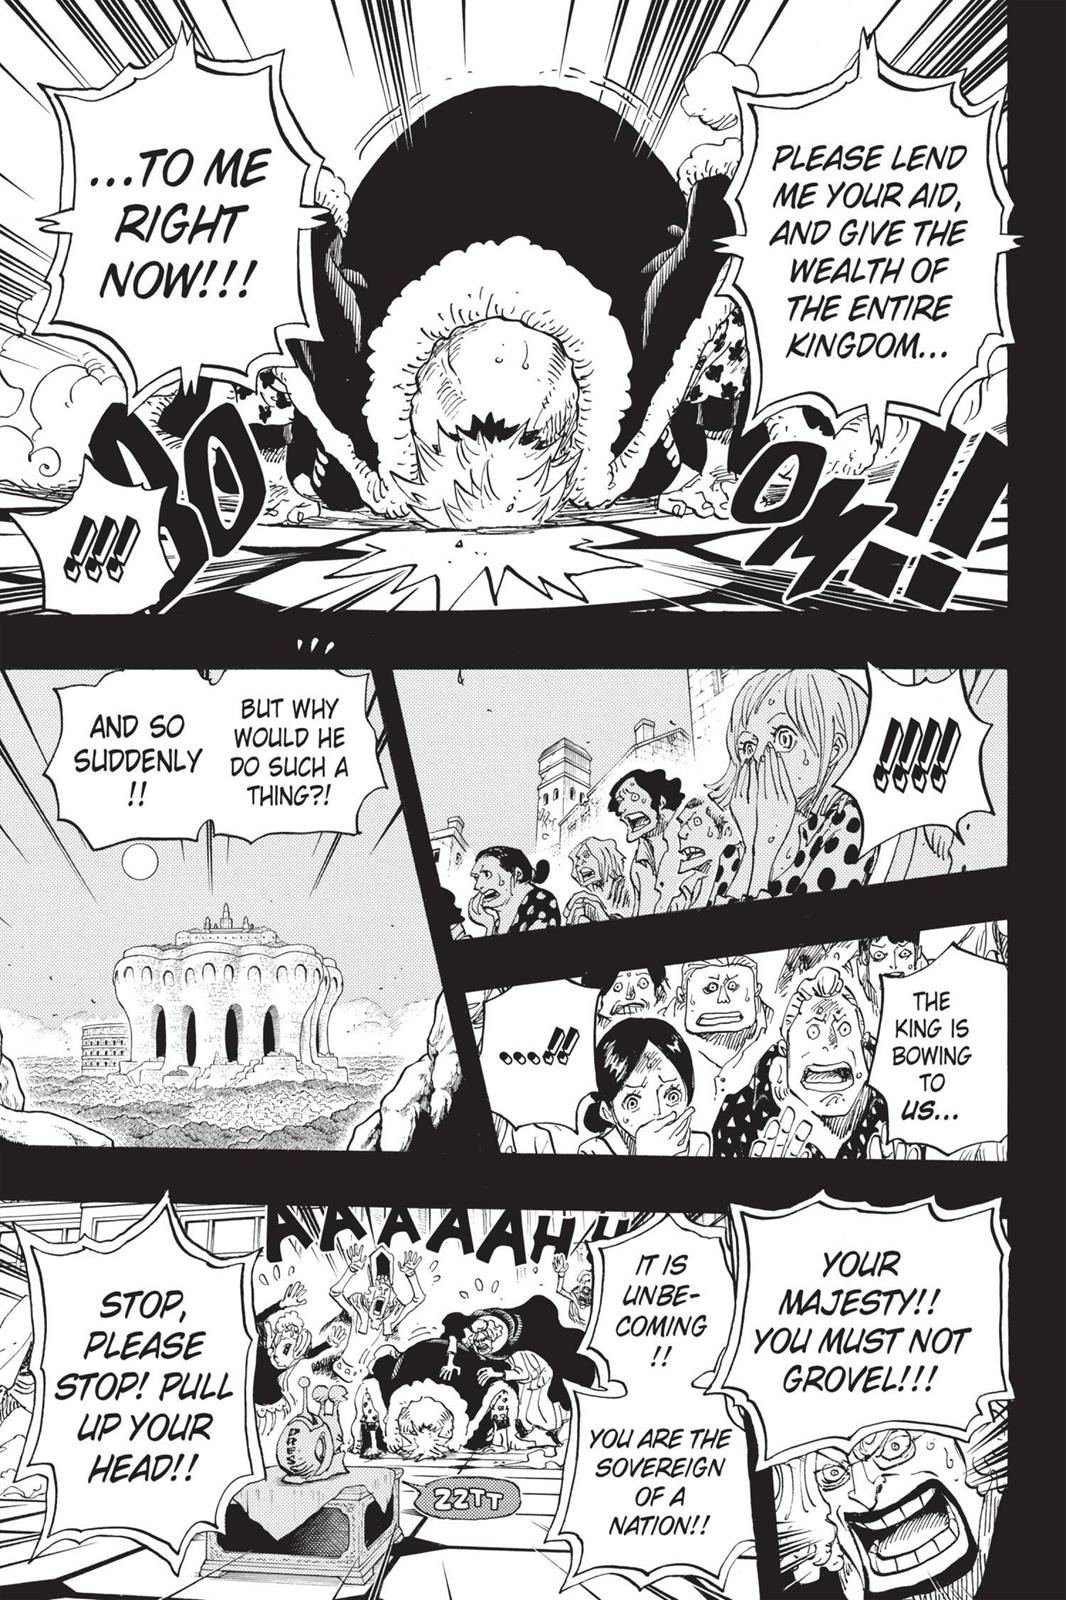 PLEASE LEND
ME YOUR AID,
AND GIVE THE
WEALTH OF
THE ENTIRE
KINGDOM...
...TO ME
RIGHT
NOW!!!
BOOM!!
!!!
!!!!
THE
KING IS
BOWING
TO
US...
.....!!
BUT WHY
WOULD HE
DO SUCH A
THING?!
AND SO
SUDDENLY
!!
YOUR
MAJESTY!!
YOU MUST NOT
GROVEL!!!
IT IS
UNBE-
COMING
!!
YOU ARE THE
SOVEREIGN
OF A
NATION!!
AAAAAAHH
STOP,
PLEASE
STOP! PULL
UP YOUR
HEAD!!
PRESS
22TT